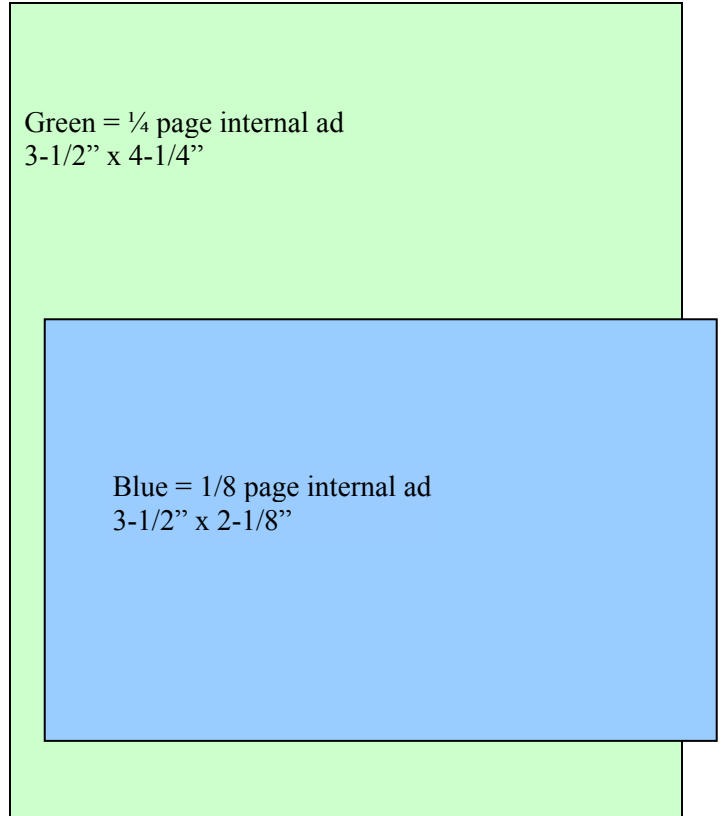 Green = ¼ page internal ad
3-1/2” x 4-1/4”
Blue = 1/8 page internal ad
3-1/2” x 2-1/8”